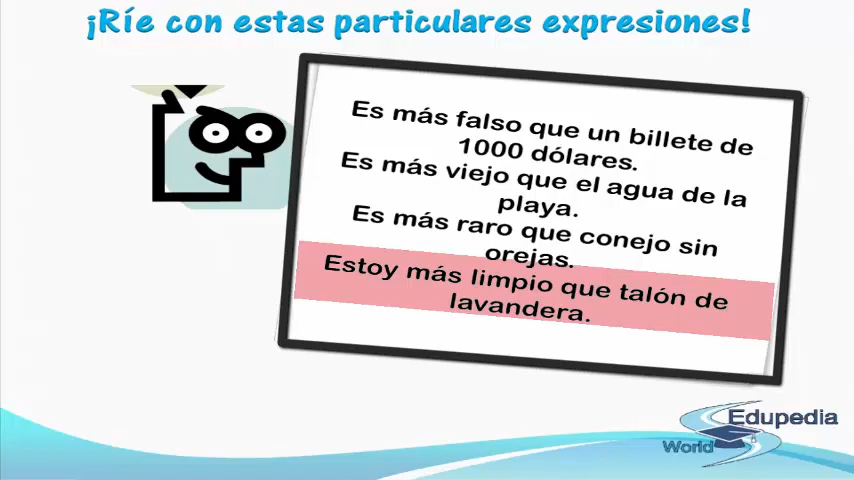 ¡Ríe con estas particulares expresiones!
Es más falso que un billete de
1000 dólares.
Es más viejo que el agua de la
playa.
Es más raro que conejo sin
orejas.
Estoy más limpio que talón de
lavandera.
Edupedia
World